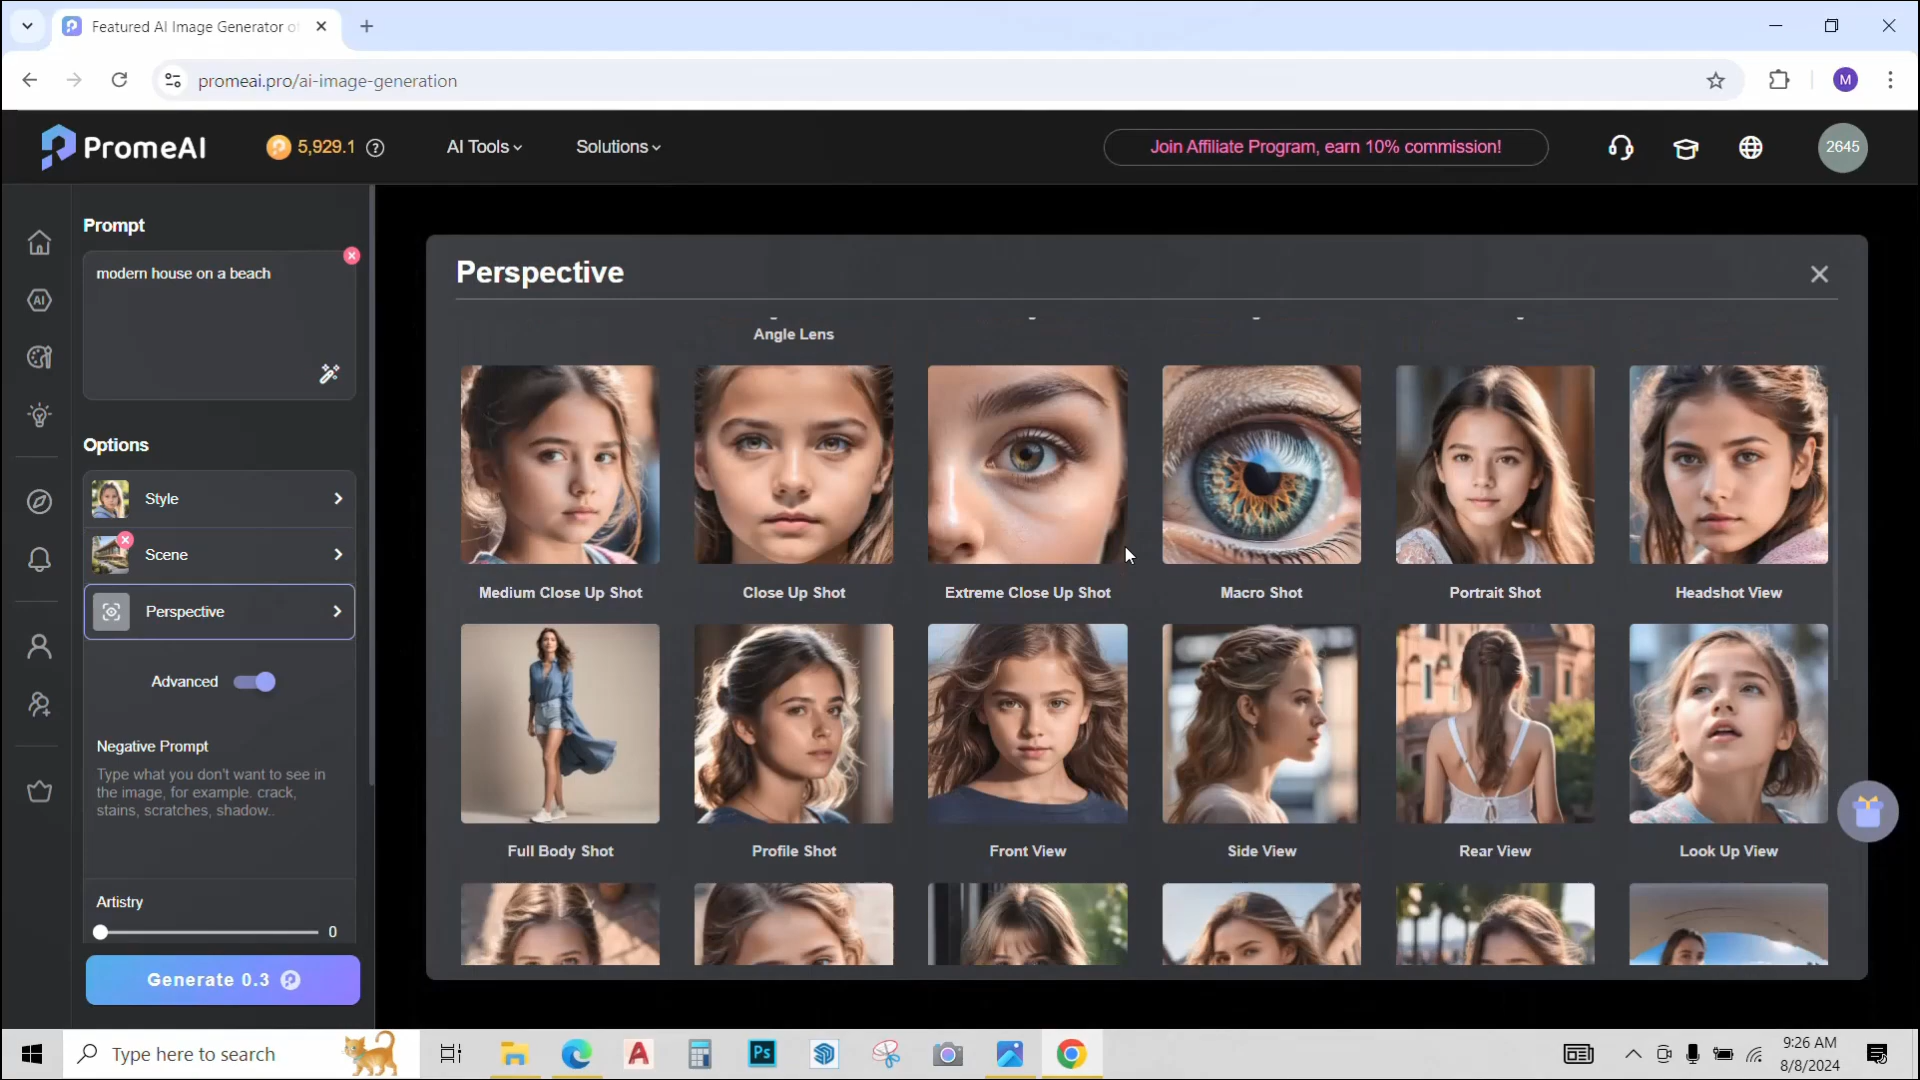 Featured AI Image Generator o
promeai.pro/ai-image-generation
M
PromeAI
5,929.1
?
AI Tools
Solutions
Join Affiliate Program, earn 10% commission!
2645
Prompt
modern house on a beach
Options
Style
Scene
Perspective
Advanced
Negative Prompt
Type what you don't want to see in
the image, for example. crack,
stains, scratches, shadow..
Artistry
0
Generate 0.3
AI
Perspective
Angle Lens
Medium Close Up Shot
Close Up Shot
Extreme Close Up Shot
Macro Shot
Portrait Shot
Headshot View
Full Body Shot
Profile Shot
Front View
Side View
Rear View
Look Up View
Type here to search
Ps
9:26 AM
8/8/2024